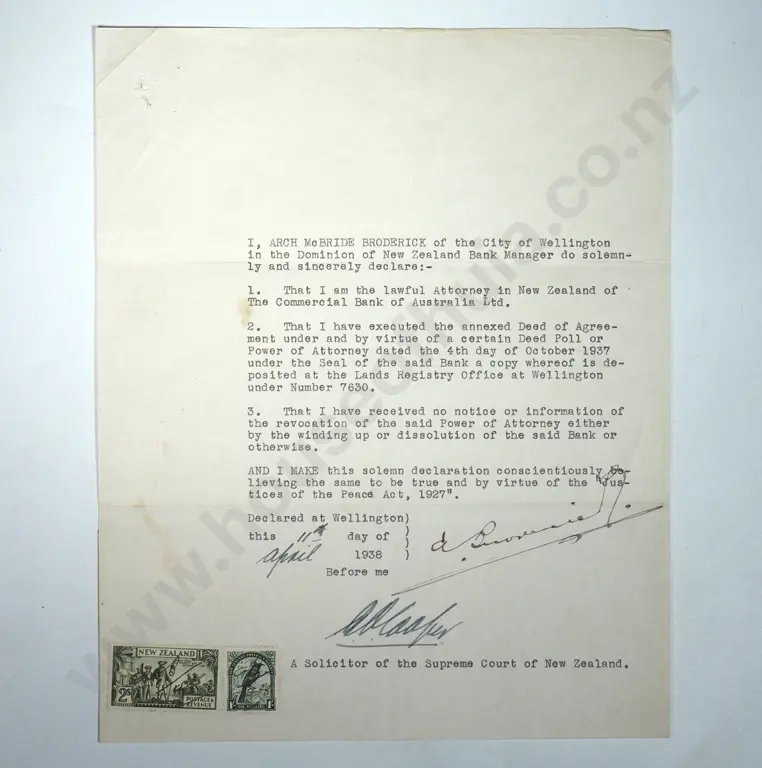 I, ARCH McBRIDE BRODERICK of the City of Wellington
in the Dominion of New Zealand Bank Manager do solemn-
ly and sincerely declare:-
1. That I am the lawful Attorney in New Zealand of
The Commercial Bank of Australia Ltd.
2. That I have executed the annexed Deed of Agree-
ment under and by virtue of a certain Deed Poll or
Power of Attorney dated the 4th day of October 1937
under the Seal of the said Bank a copy whereof is de-
posited at the Lands Registry Office at Wellington
under Number 7630.
3. That I have received no notice or information of
the revocation of the said Power of Attorney either
by the winding up or dissolution of the said Bank or
otherwise.
AND I MAKE this solemn declaration conscientiously be-
lieving the same to be true and by virtue of the "Jus-
tices of the Peace Act, 1927".
Declared at Wellington)
this 11th day of )
April 1938 )
Before me
Cooper
A Solicitor of the Supreme Court of New Zealand.
NEW ZEALAND
2s
POSTAGE &
REVENUE
1/-
www.houseofthulia.co.nz